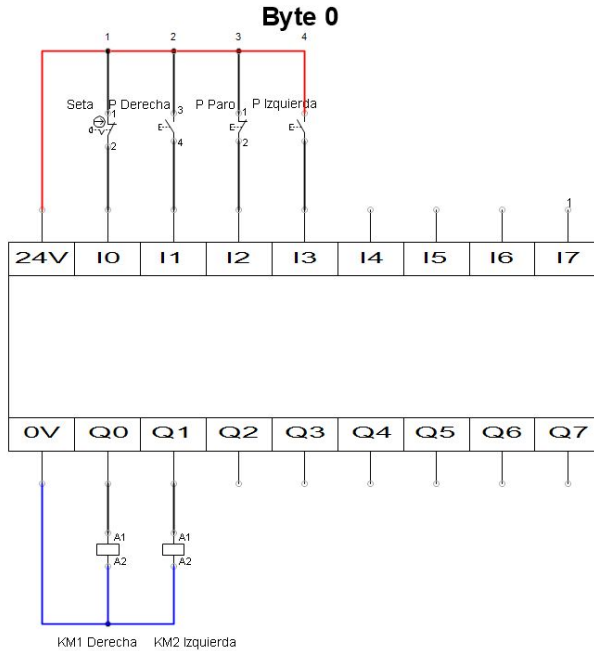 Byte 0
1 2 3 4
Seta P Derecha P Paro P Izquierda
1 3 1
2 4 2
1
24V I0 I1 I2 I3 I4 I5 I6 I7
0V Q0 Q1 Q2 Q3 Q4 Q5 Q6 Q7
A1 A1
A2 A2
KM1 Derecha KM2 Izquierda